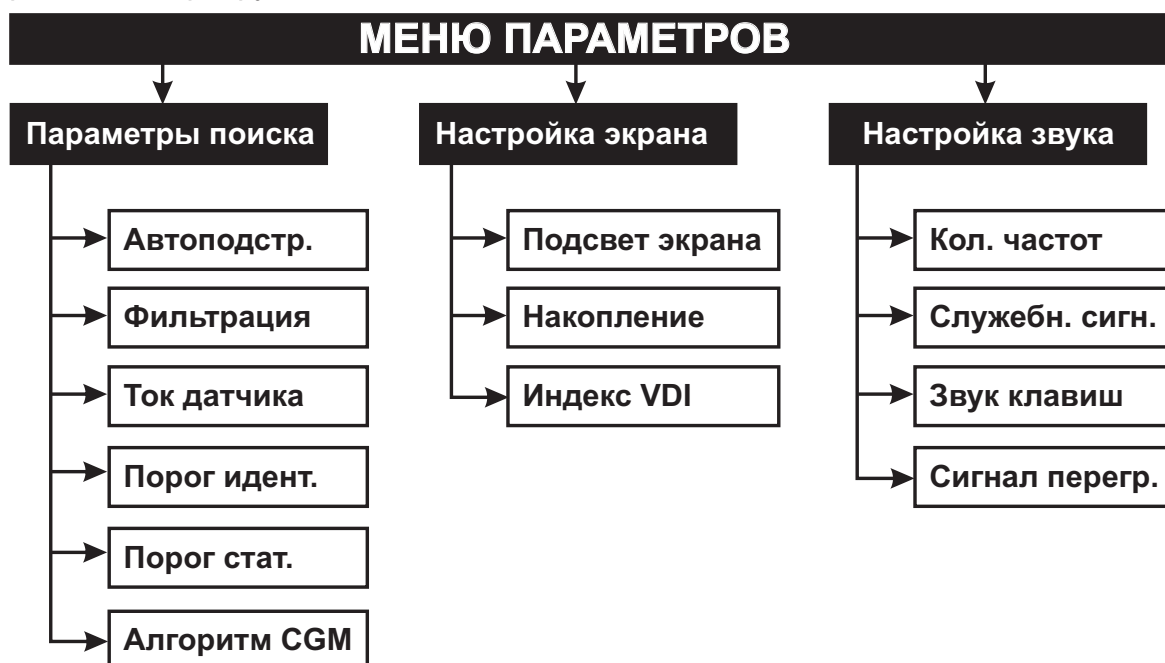 МЕНЮ ПАРАМЕТРОВ
Параметры поиска
Автоподстр.
Фильтрация
Ток датчика
Порог идент.
Порог стат.
Алгоритм CGM
Настройка экрана
Подсвет экрана
Накопление
Индекс VDI
Настройка звука
Кол. частот
Служебн. сигн.
Звук клавиш
Сигнал перегр.